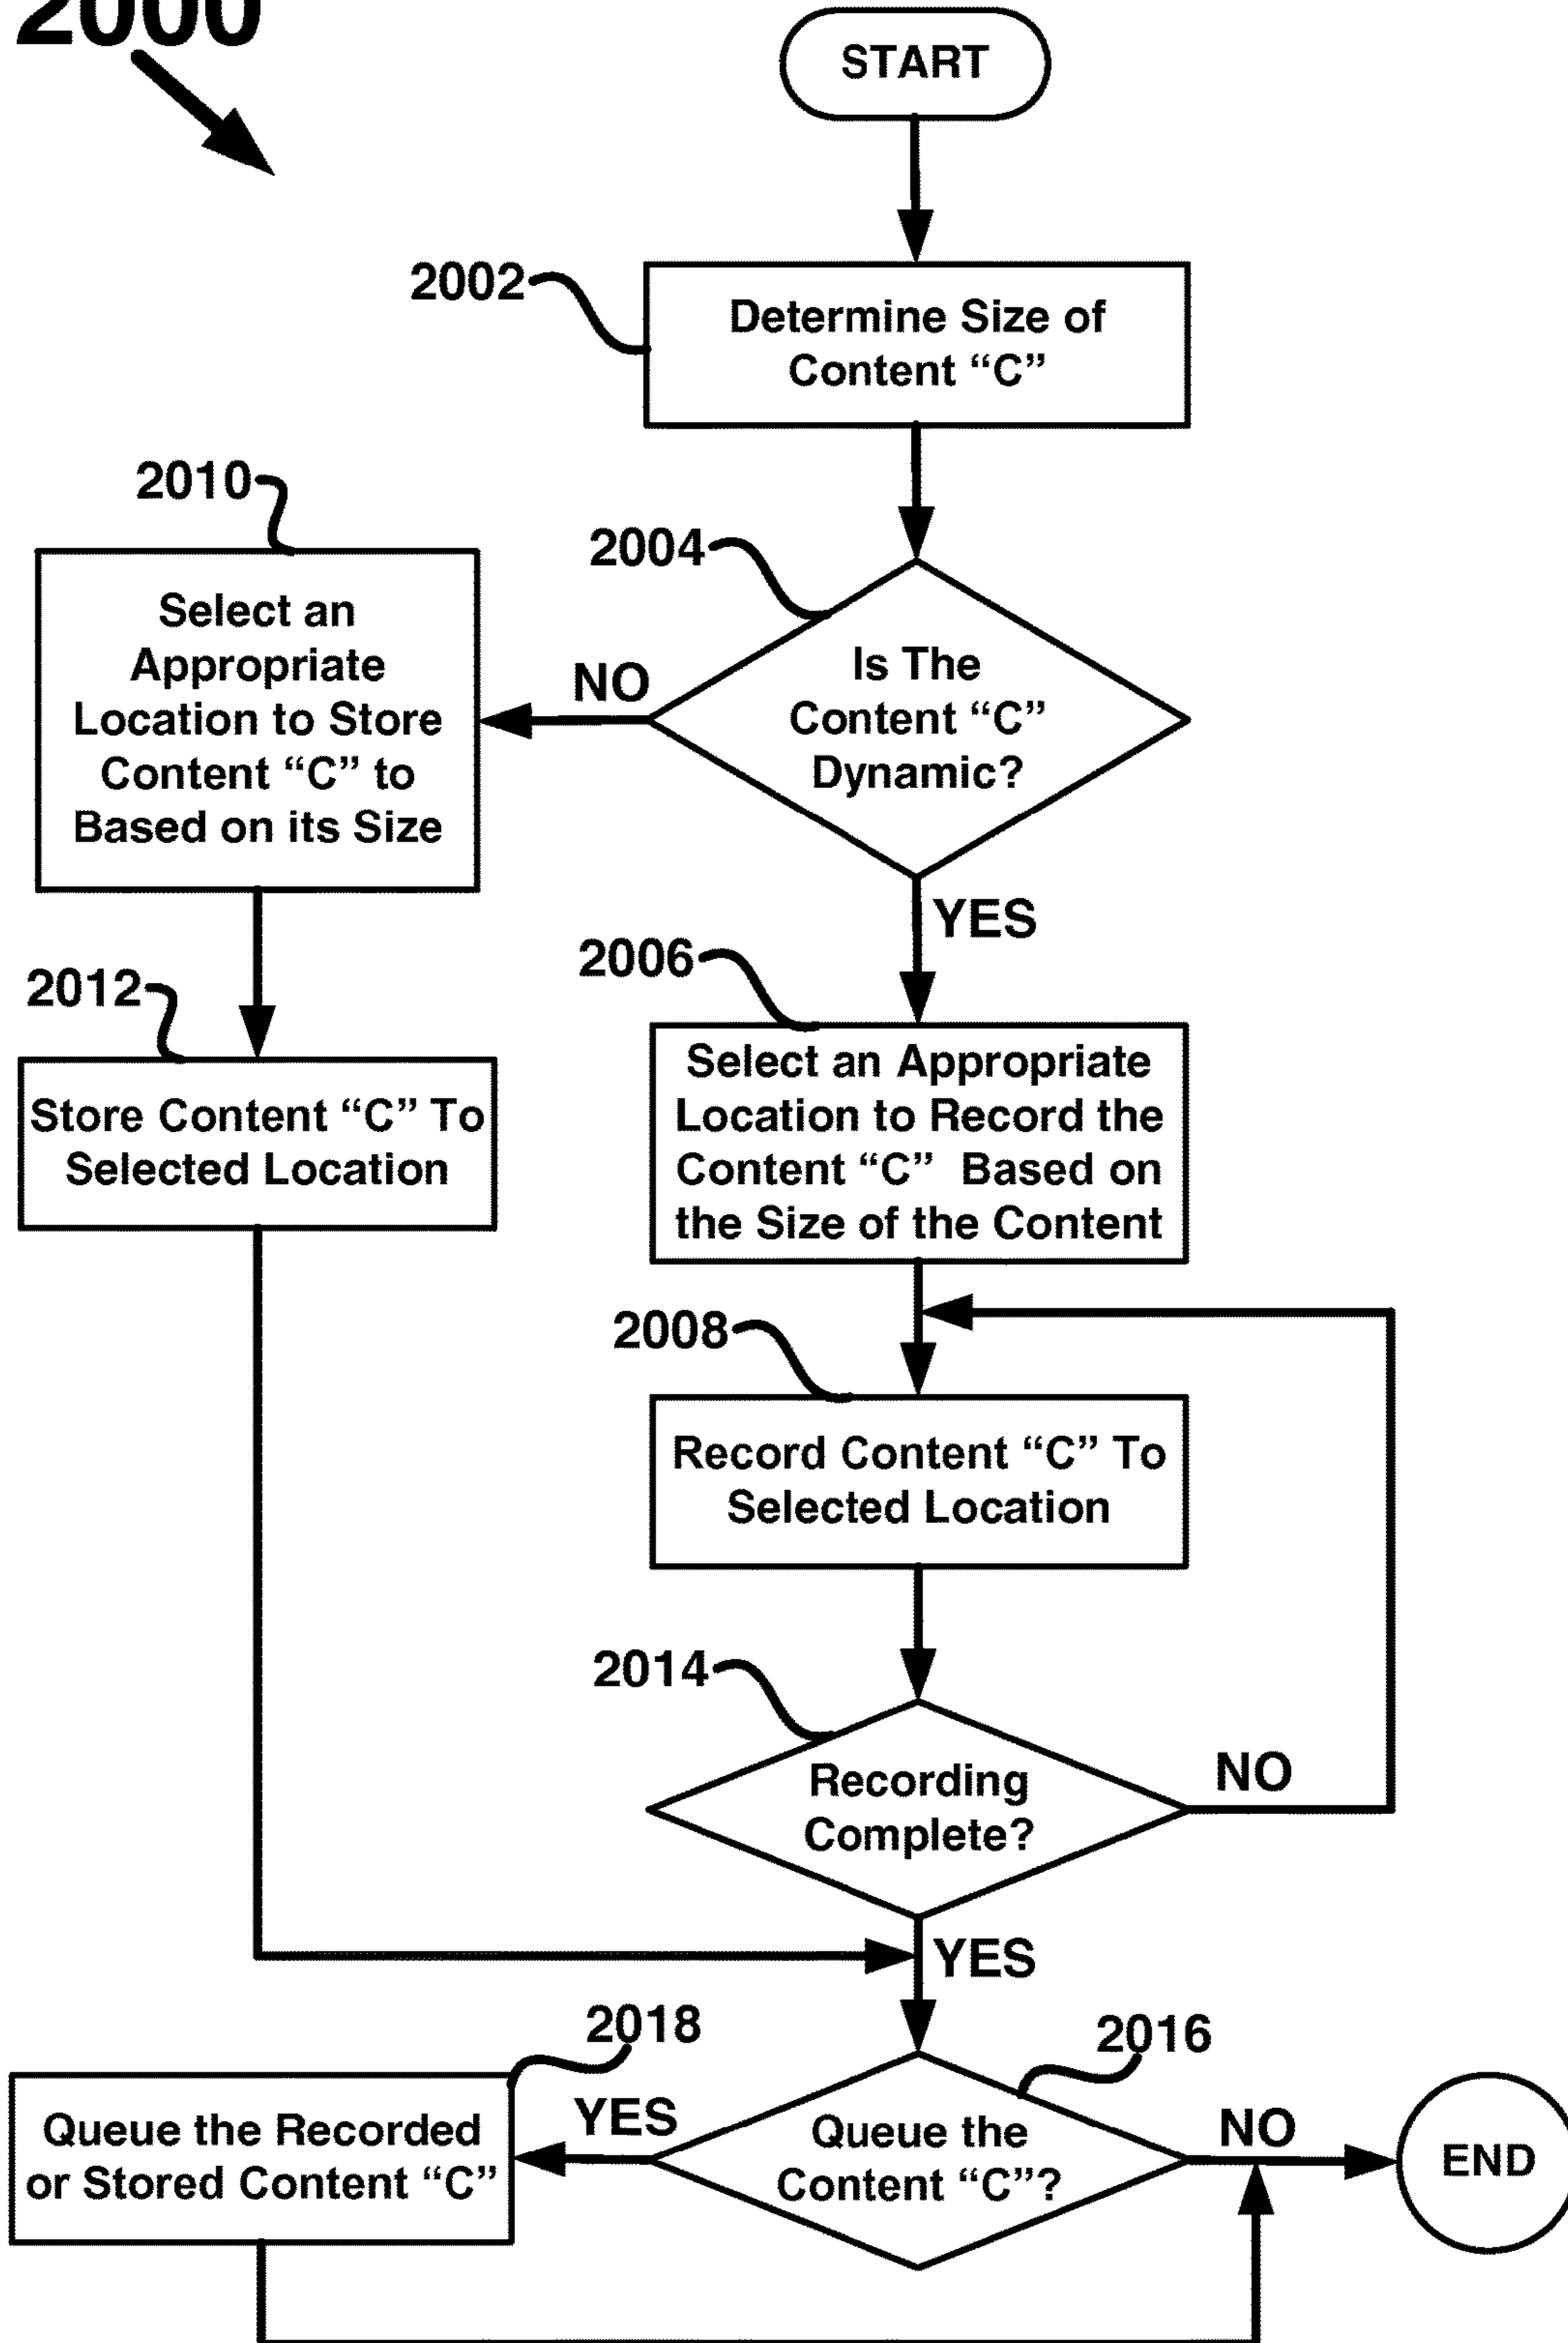 2000
START
2002
Determine Size of
Content “C”
2010
2004
Select an
Appropriate
Location to Store
Content “C” to
Based on its Size
NO
Is The
Content “C”
Dynamic?
YES
2006
2012
Select an Appropriate
Location to Record the
Content “C” Based on
the Size of the Content
Store Content “C” To
Selected Location
2008
Record Content “C” To
Selected Location
2014
Recording
Complete?
NO
YES
2018
2016
Queue the Recorded
or Stored Content “C”
YES
Queue the
Content “C”?
NO
END